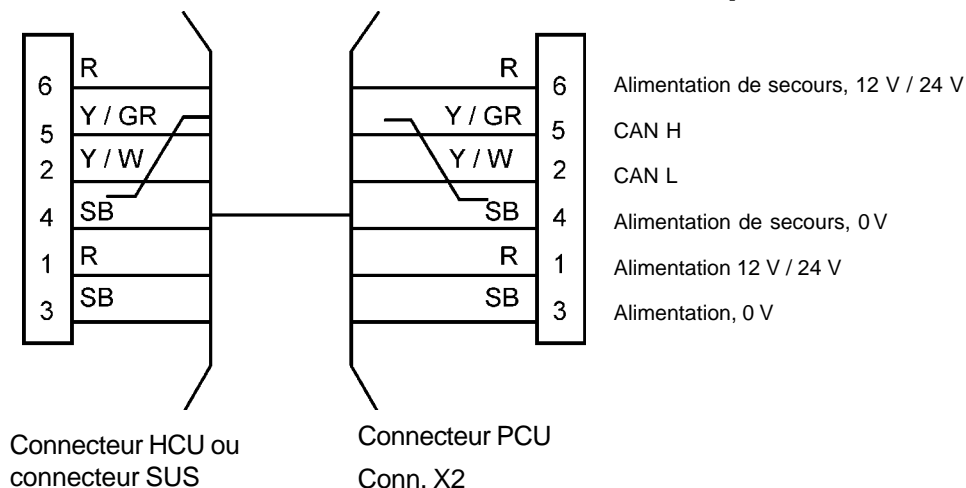 6 R R 6 Alimentation de secours, 12 V / 24 V
5 Y / GR Y / GR 5 CAN H
2 Y / W Y / W 2 CAN L
4 SB SB 4 Alimentation de secours, 0 V
1 R R 1 Alimentation 12 V / 24 V
3 SB SB 3 Alimentation, 0 V
Connecteur HCU ou
connecteur SUS
Connecteur PCU
Conn. X2